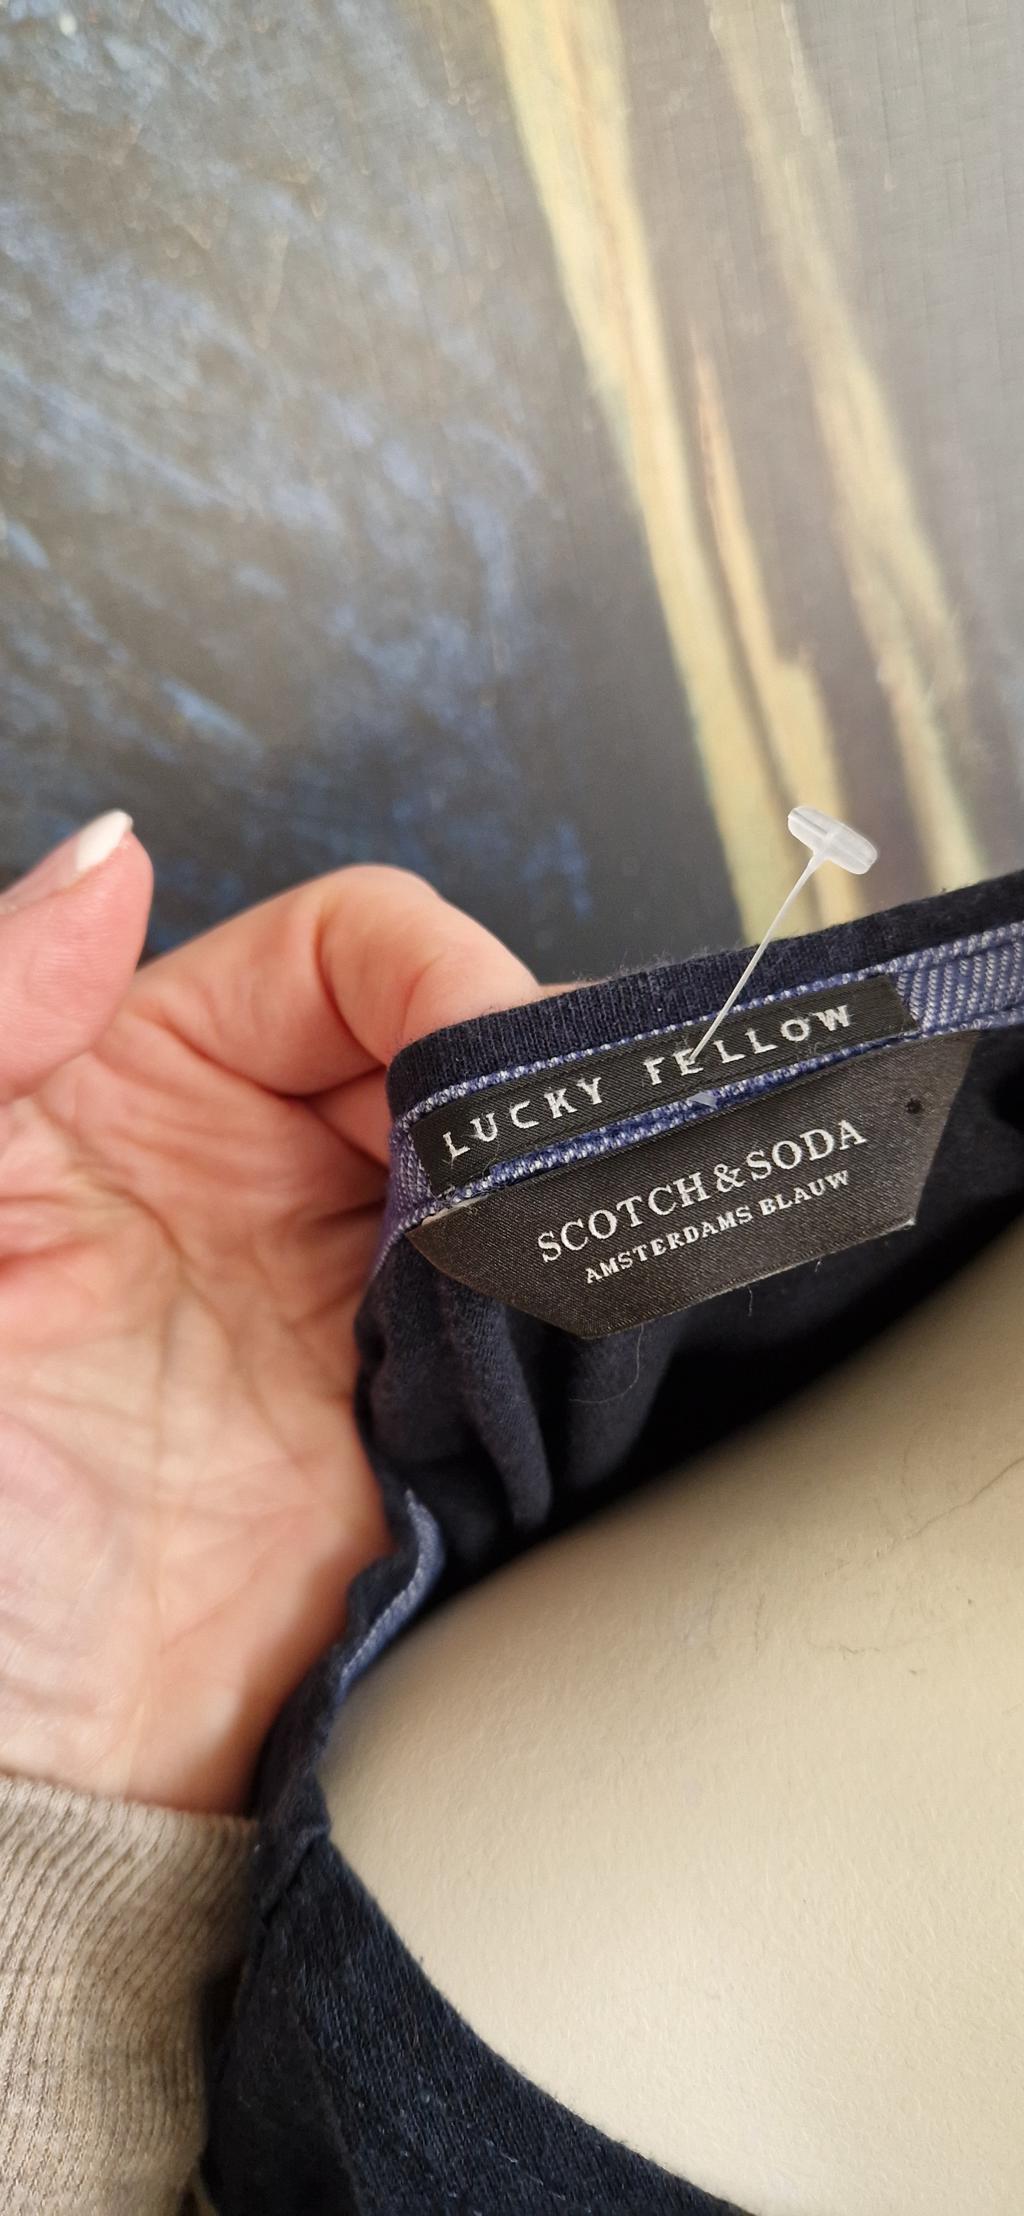 LUCKY FELLOW
SCOTCH & SODA
AMSTERDAMS BLAUW